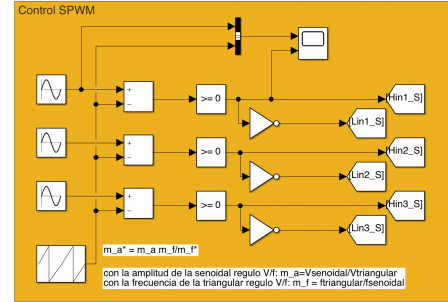 Control SPWM
+
−
>= 0
[Hin1_S]
[Lin1_S]
+
−
>= 0
[Hin2_S]
[Lin2_S]
+
−
>= 0
[Hin3_S]
[Lin3_S]
m_a* = m_a m_f/m_f*
con la amplitud de la senoidal regulo V/f: m_a=Vsenoidal/Vtriangular
con la frecuencia de la triangular regulo V/f: m_f = ftriangular/fsenoidal